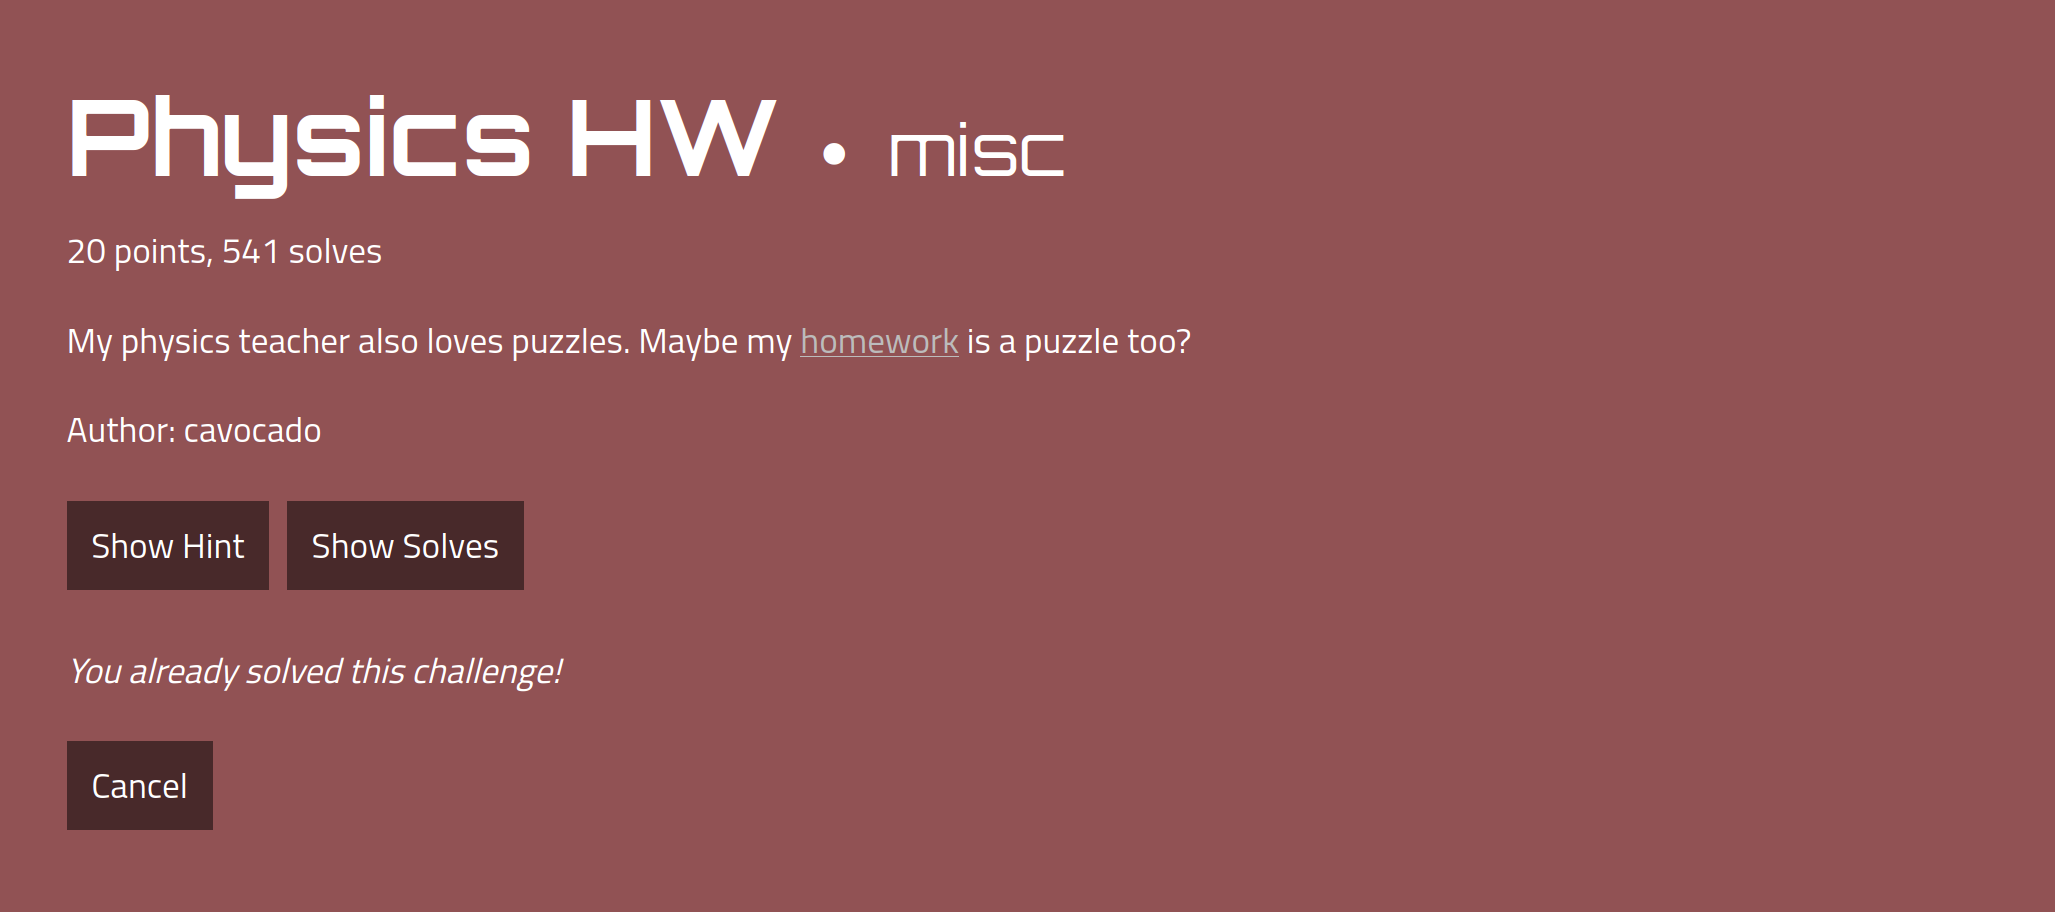 Physics HW • misc
20 points, 541 solves
My physics teacher also loves puzzles. Maybe my homework is a puzzle too?
Author: cavocado
Show Hint Show Solves
You already solved this challenge!
Cancel